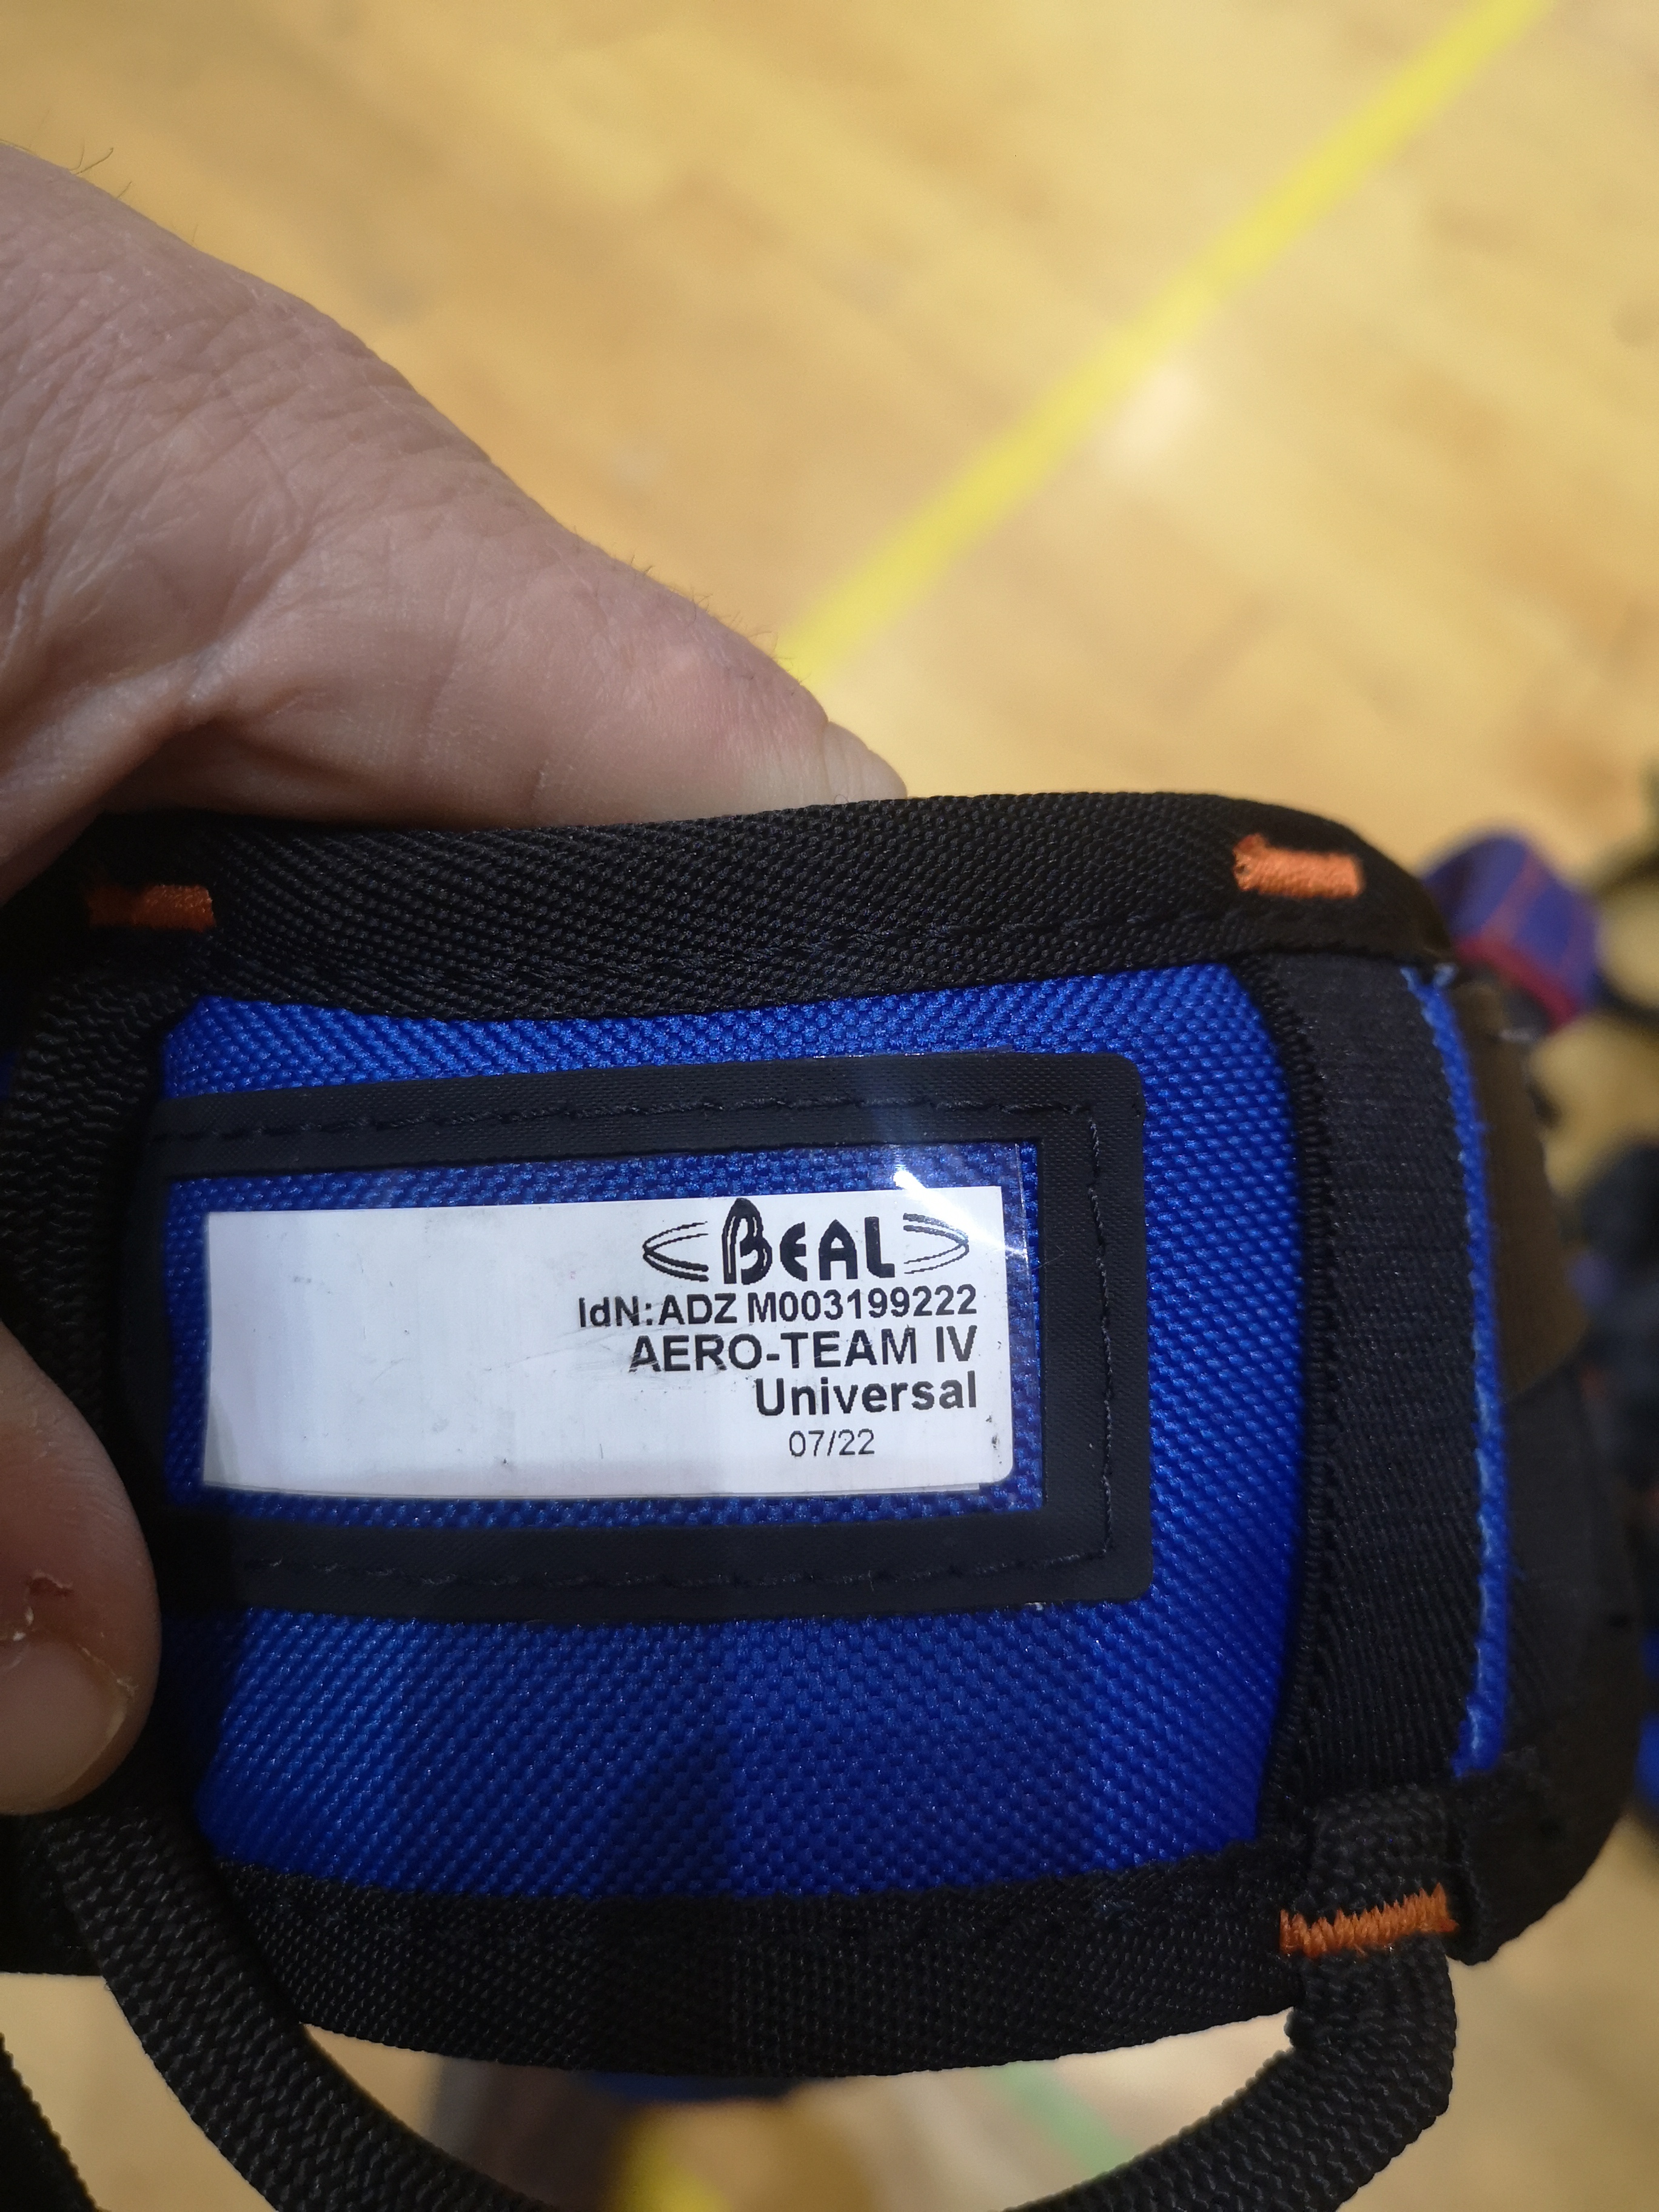 BEAL
IdN:ADZ M003199222
AERO-TEAM IV
Universal
07/22